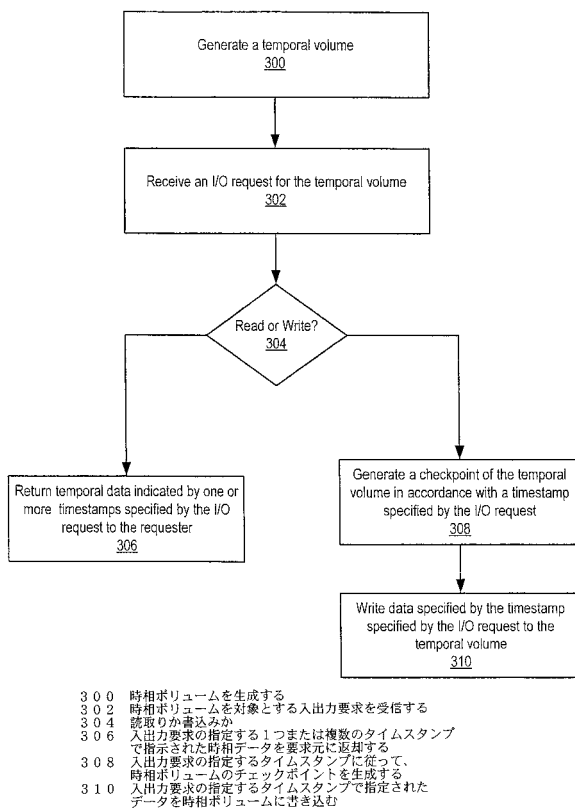 Generate a temporal volume
300
Receive an I/O request for the temporal volume
302
Read or Write?
304
Return temporal data indicated by one or
more timestamps specified by the I/O
request to the requester
306
Generate a checkpoint of the temporal
volume in accordance with a timestamp
specified by the I/O request
308
Write data specified by the timestamp
specified by the I/O request to the
temporal volume
310
300 時相ボリュームを生成する
302 時相ボリュームを対象とする入出力要求を受信する
304 読取りか書込みか
306 入出力要求の指定する1つまたは複数のタイムスタンプ
で指示された時相データを要求元に返却する
308 入出力要求の指定するタイムスタンプに従って、
時相ボリュームのチェックポイントを生成する
310 入出力要求の指定するタイムスタンプで指定された
データを時相ボリュームに書き込む